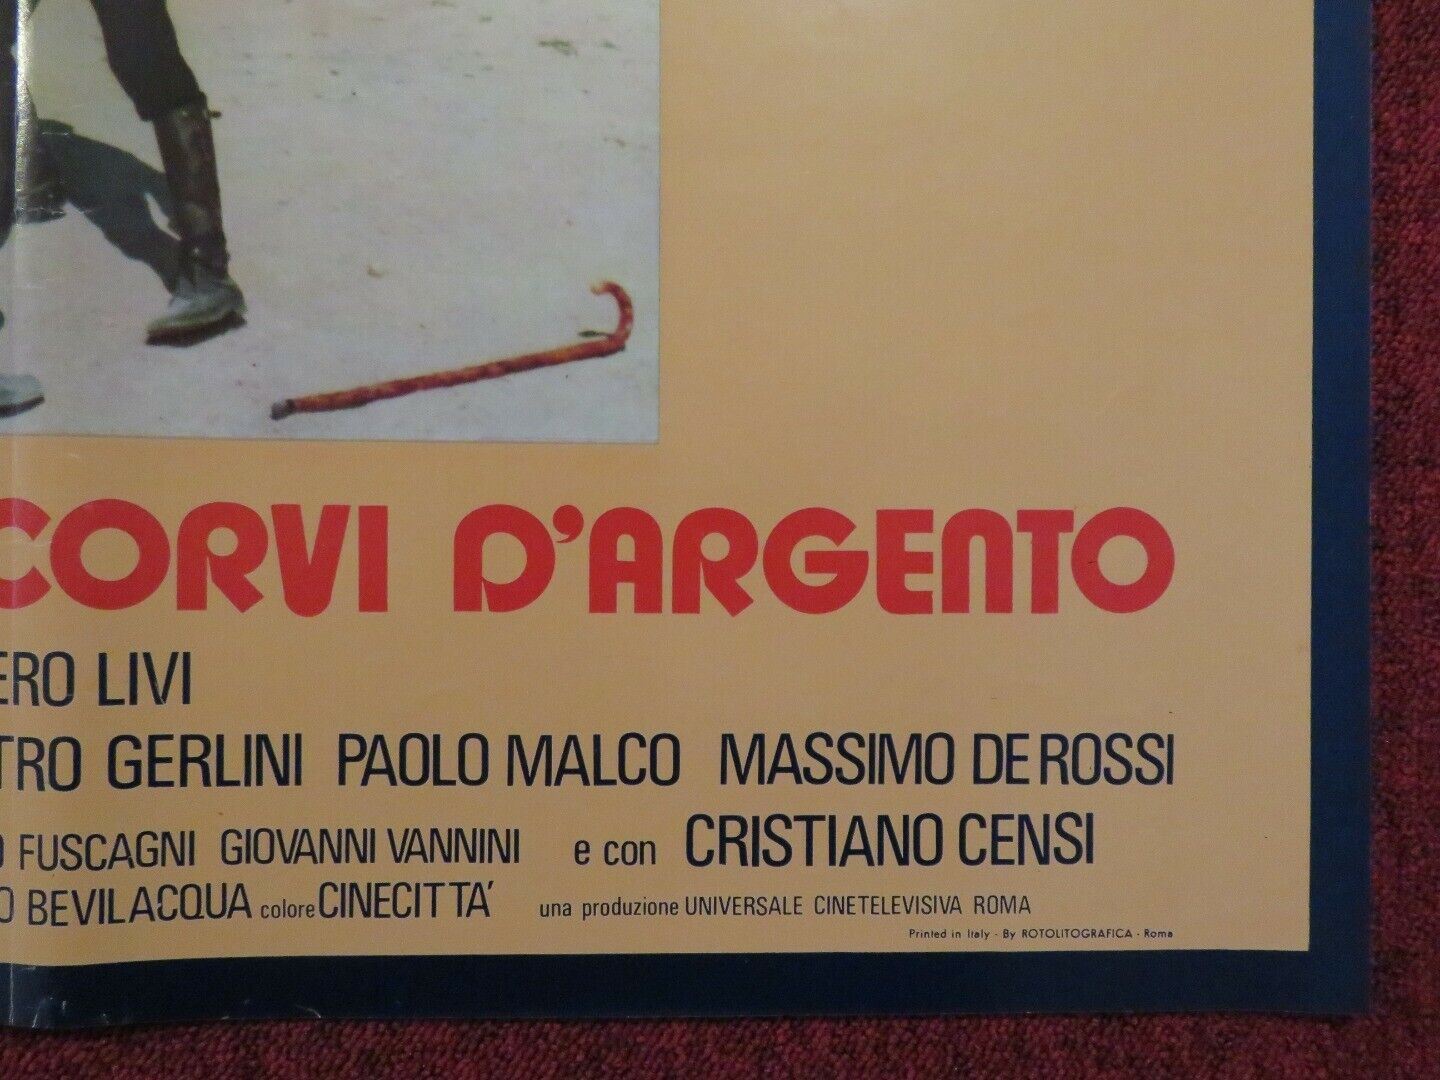 CORVI D'ARGENTO
ERO LIVI
TRO GERLINI PAOLO MALCO MASSIMO DE ROSSI
O FUSCAGNI GIOVANNI VANNINI e con CRISTIANO CENSI
O BEVILACQUA colore CINECITTA' una produzione UNIVERSALE CINETELEVISIVA ROMA
Printed in Italy - By ROTOLITOGRAFICA - Roma